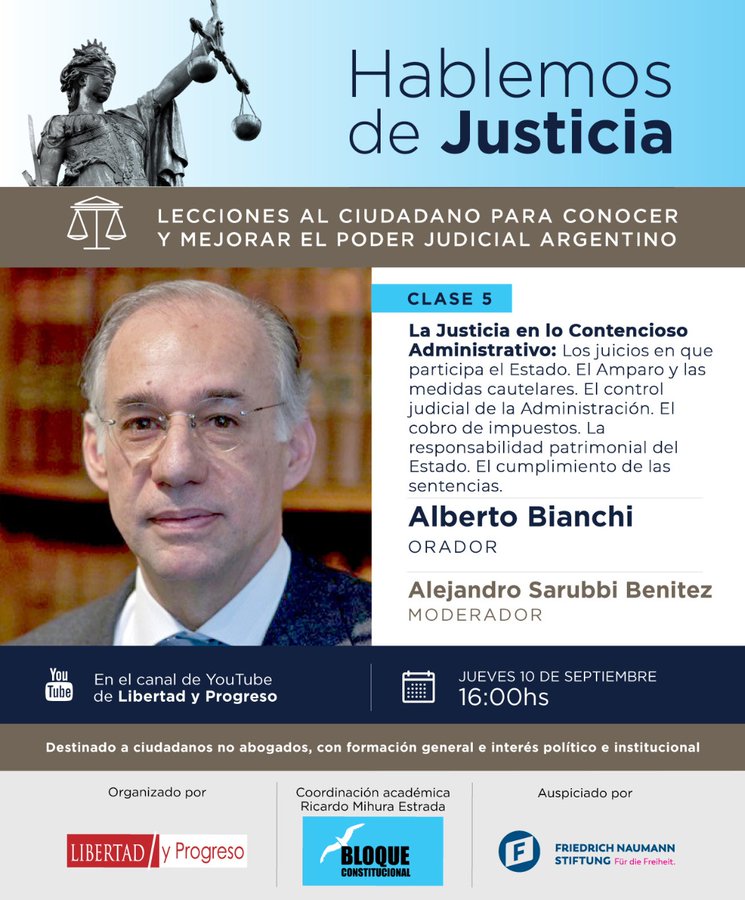 Hablemos
de Justicia
LECCIONES AL CIUDADANO PARA CONOCER
Y MEJORAR EL PODER JUDICIAL ARGENTINO
CLASE 5
La Justicia en lo Contencioso
Administrativo: Los juicios en que
participa el Estado. El Amparo y las
medidas cautelares. El control
judicial de la Administración. El
cobro de impuestos. La
responsabilidad patrimonial del
Estado. El cumplimiento de las
sentencias.
Alberto Bianchi
ORADOR
Alejandro Sarubbi Benitez
MODERADOR
You
Tube
En el canal de YouTube
de Libertad y Progreso
JUEVES 10 DE SEPTIEMBRE
16:00hs
Destinado a ciudadanos no abogados, con formación general e interés político e institucional
Organizado por
LIBERTAD y Progreso
Coordinación académica
Ricardo Mihura Estrada
BLOQUE
CONSTITUCIONAL
Auspiciado por
F
FRIEDRICH NAUMANN
STIFTUNG Für die Freiheit.